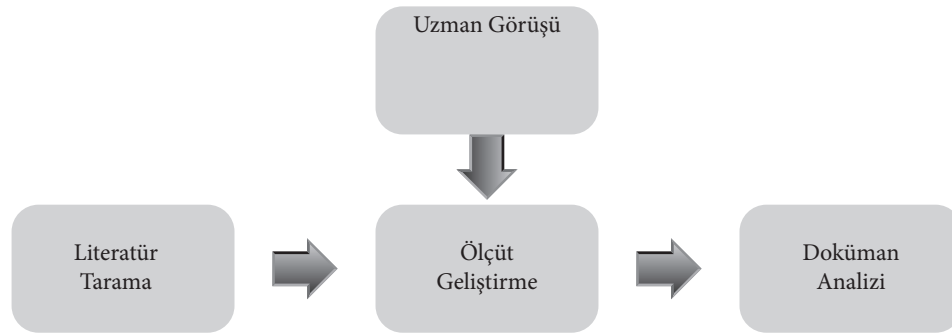 Uzman Görüşü
Literatür
Tarama
Ölçüt
Geliştirme
Doküman
Analizi